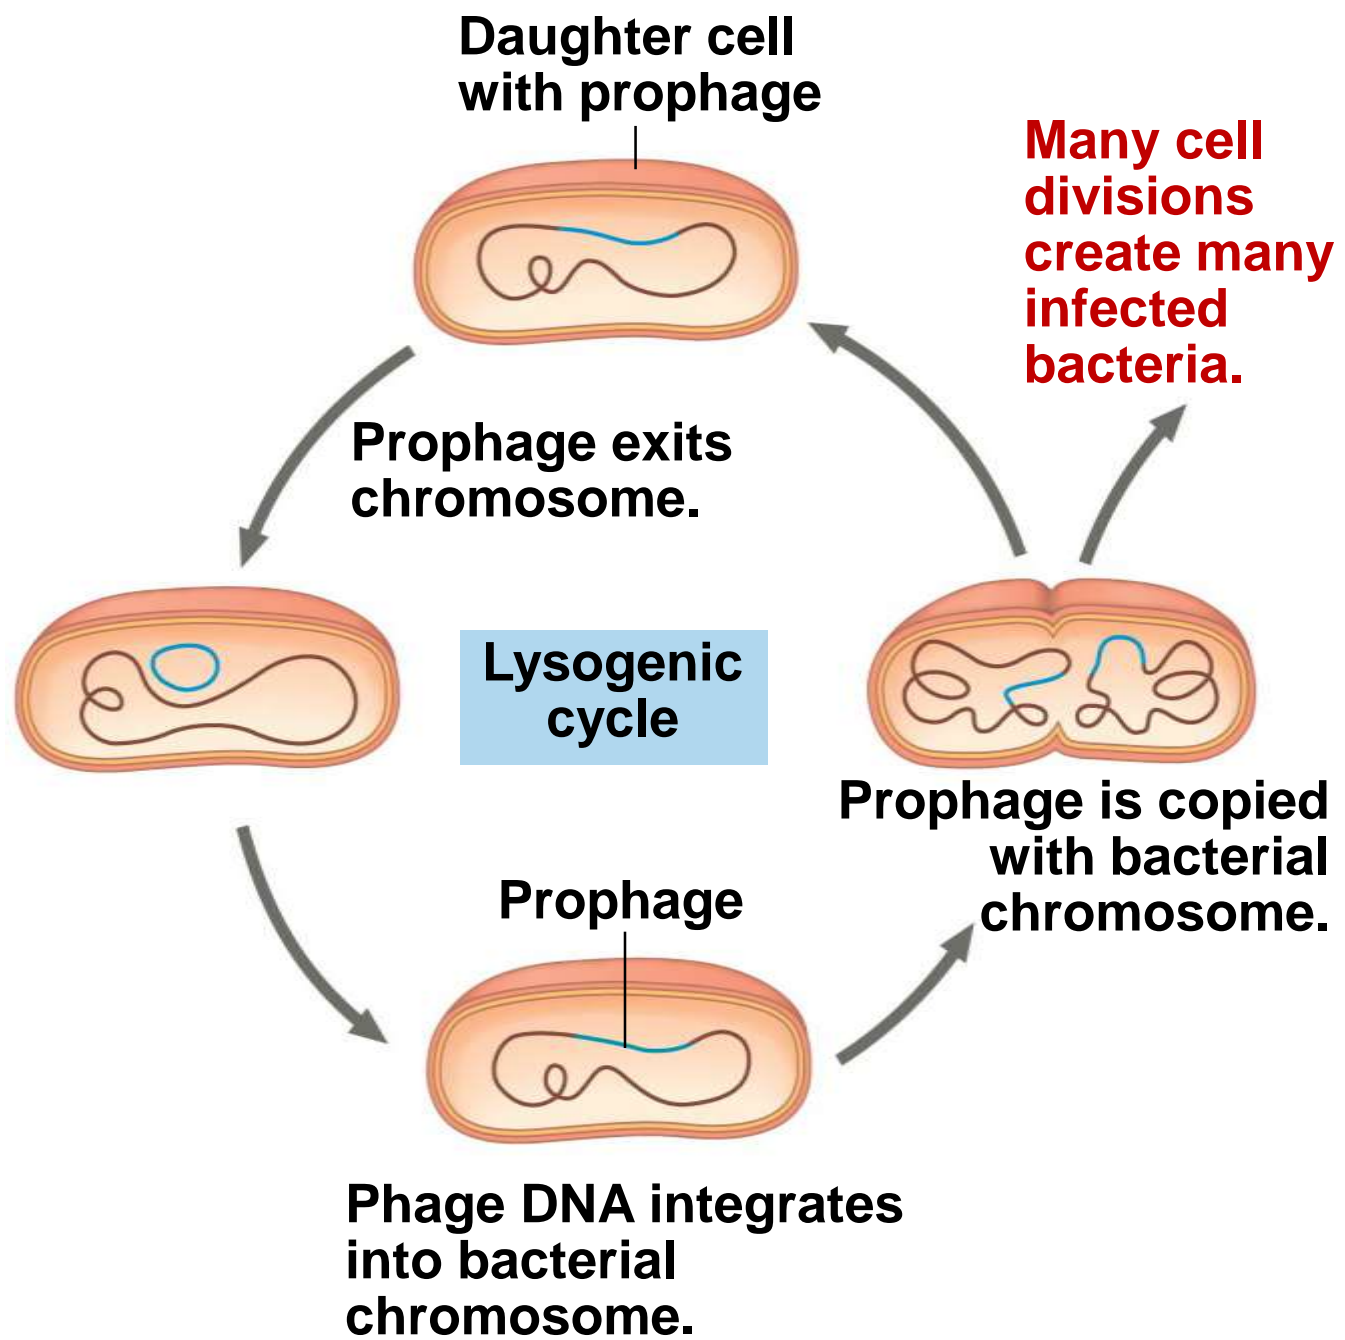 Daughter cell
with prophage
Many cell
divisions
create many
infected
bacteria.
Prophage exits
chromosome.
Lysogenic
cycle
Prophage is copied
with bacterial
chromosome.
Prophage
Phage DNA integrates
into bacterial
chromosome.